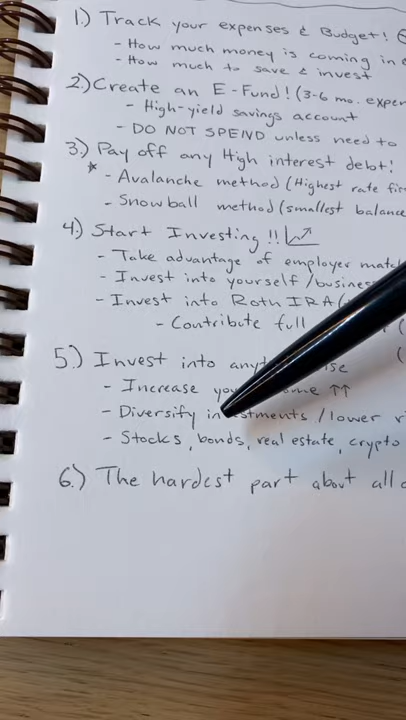 1.) Track your expenses & Budget!
- How much money is coming in
- How much to save & invest
2.) Create an E-Fund! (3-6 mo. expen
- High-yield savings account
- DO NOT SPEND unless need to
3.) Pay off any High interest debt!
* - Avalanche method (Highest rate fir
- Snowball method (smallest balance
4.) Start Investing!!
- Take advantage of employer match
- Invest into yourself / business
- Invest into Roth IRA (
- Contribute full
5.) Invest into
- Increase
- Diversify investments / lower
- Stocks, bonds, real estate, crypto
6.) The hardest part about all